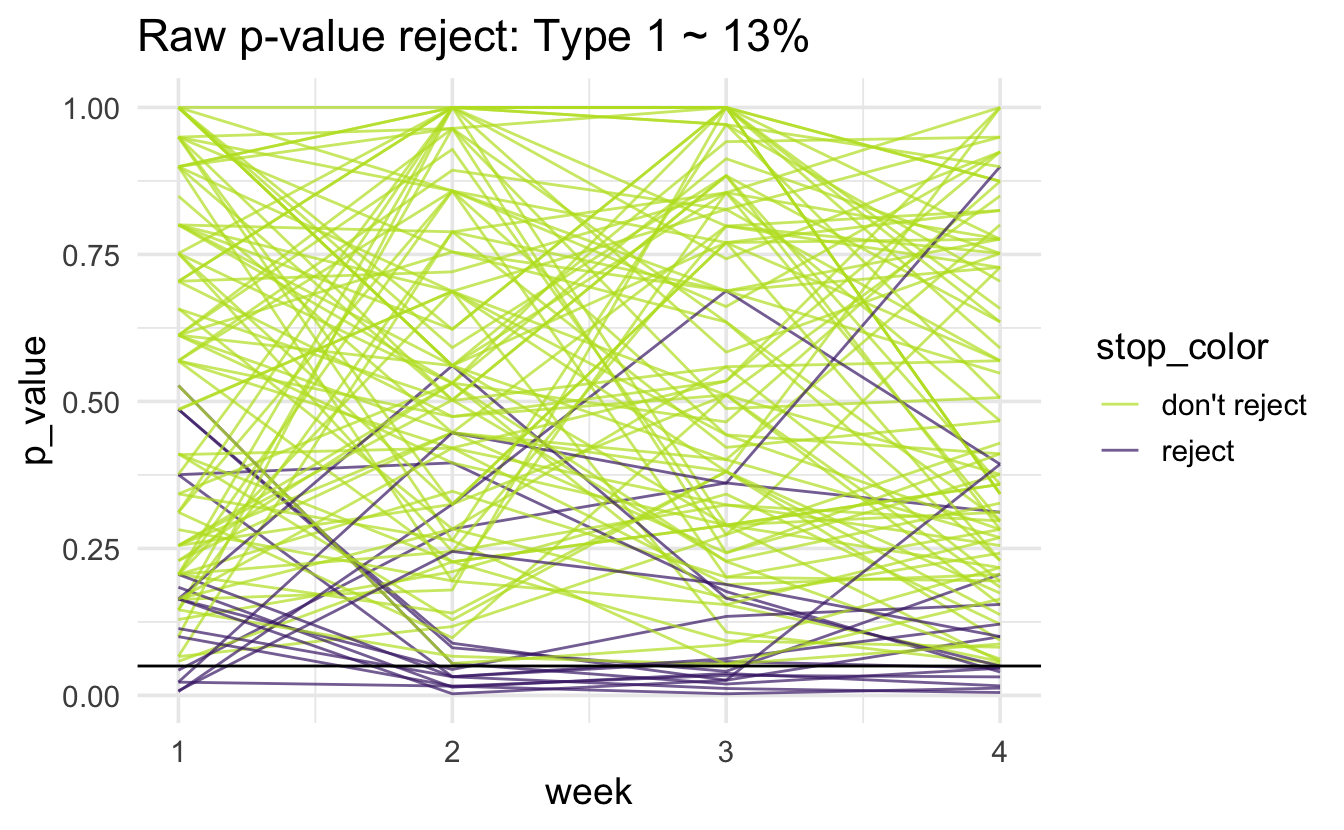 Raw p-value reject: Type 1 ~ 13%
1.00
0.75
0.50
0.25
0.00
p_value
1 2 3 4
week
stop_color
don't reject
reject